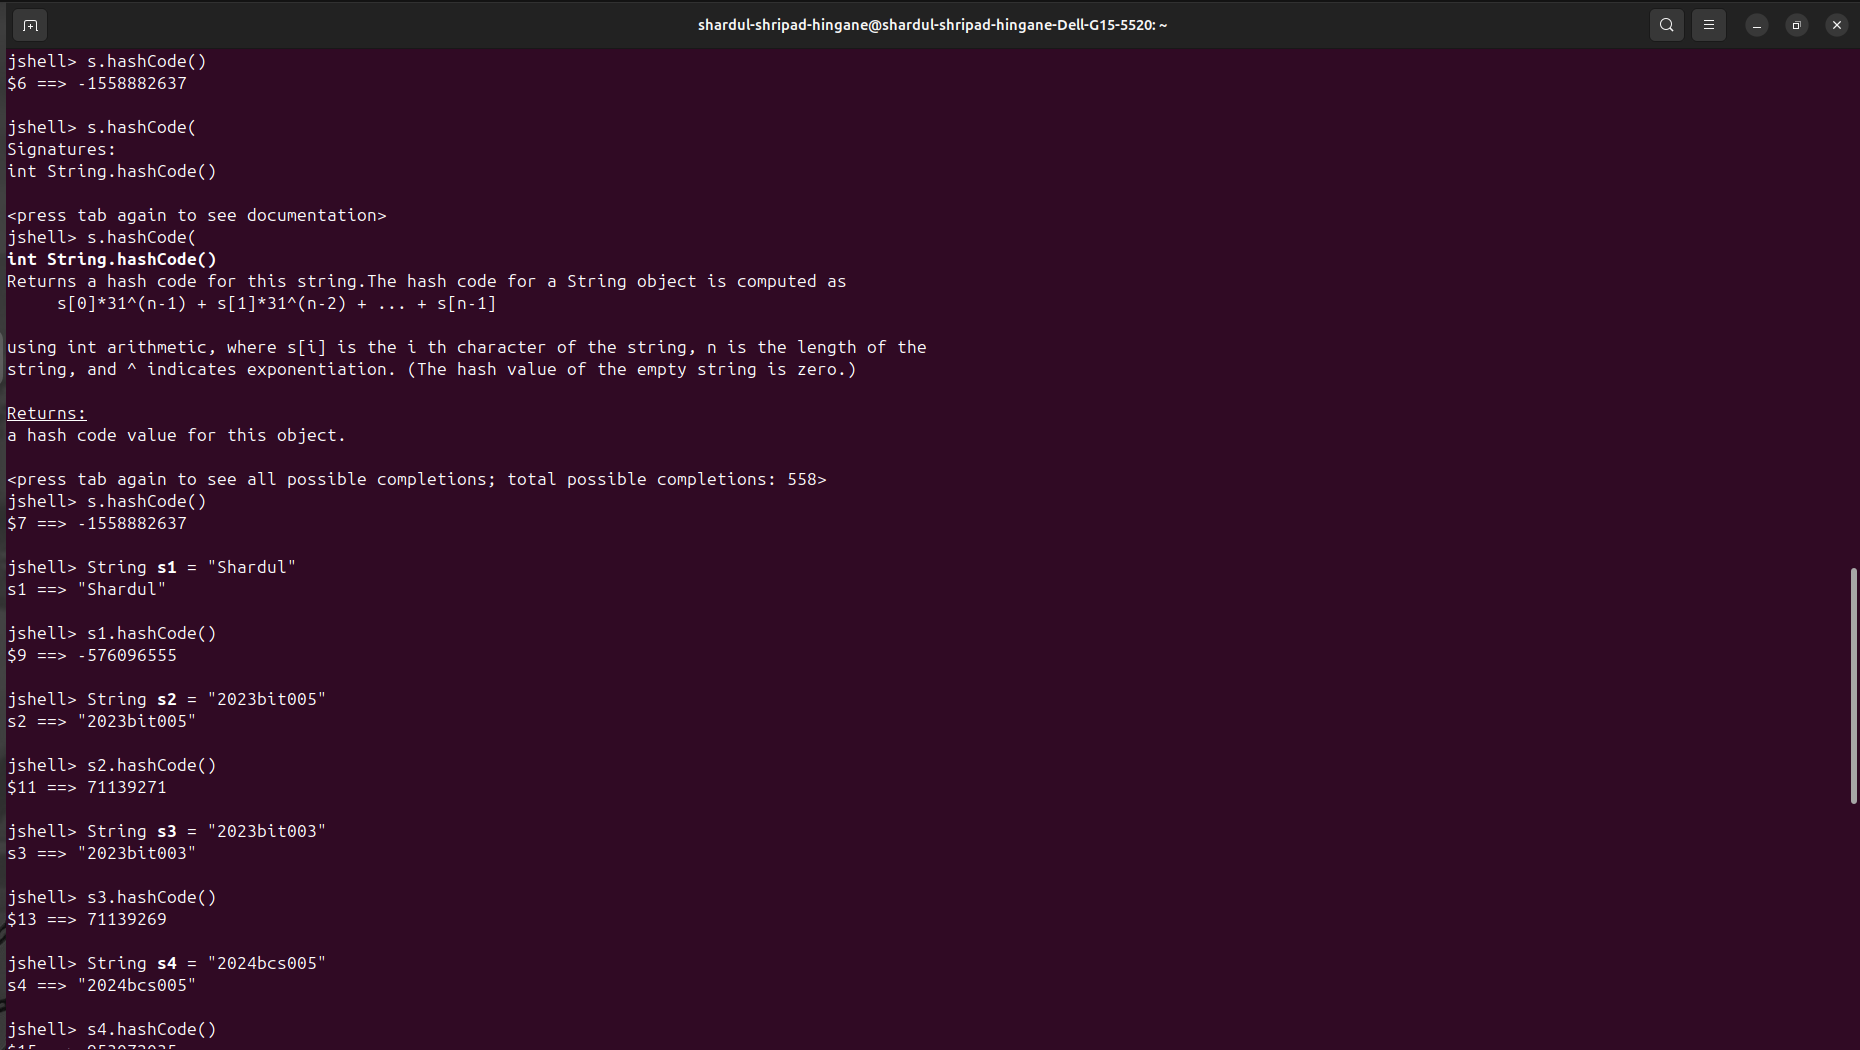 shardul-shripad-hingane@shardul-shripad-hingane-Dell-G15-5520: ~
jshell> s.hashCode()
$6 ==> -1558882637
jshell> s.hashCode(
Signatures:
int String.hashCode()
<press tab again to see documentation>
jshell> s.hashCode(
int String.hashCode()
Returns a hash code for this string.The hash code for a String object is computed as
s[0]*31^(n-1) + s[1]*31^(n-2) + ... + s[n-1]
using int arithmetic, where s[i] is the i th character of the string, n is the length of the
string, and ^ indicates exponentiation. (The hash value of the empty string is zero.)
Returns:
a hash code value for this object.
<press tab again to see all possible completions; total possible completions: 558>
jshell> s.hashCode()
$7 ==> -1558882637
jshell> String s1 = "Shardul"
s1 ==> "Shardul"
jshell> s1.hashCode()
$9 ==> -576096555
jshell> String s2 = "2023bit005"
s2 ==> "2023bit005"
jshell> s2.hashCode()
$11 ==> 71139271
jshell> String s3 = "2023bit003"
s3 ==> "2023bit003"
jshell> s3.hashCode()
$13 ==> 71139269
jshell> String s4 = "2024bcs005"
s4 ==> "2024bcs005"
jshell> s4.hashCode()